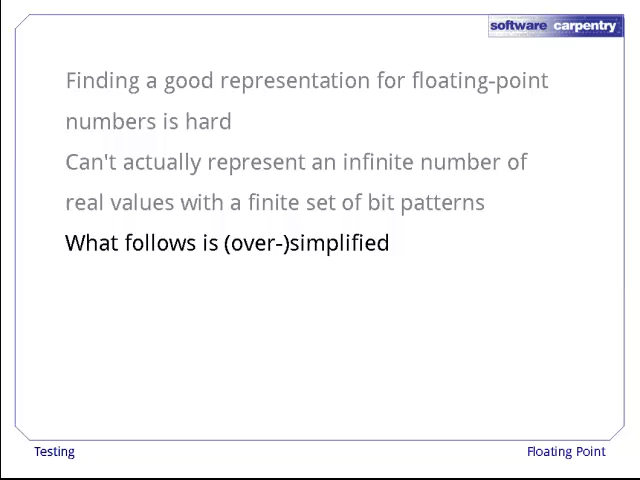 software carpentry
Finding a good representation for floating-point
numbers is hard
Can't actually represent an infinite number of
real values with a finite set of bit patterns
What follows is (over-)simplified
Testing
Floating Point